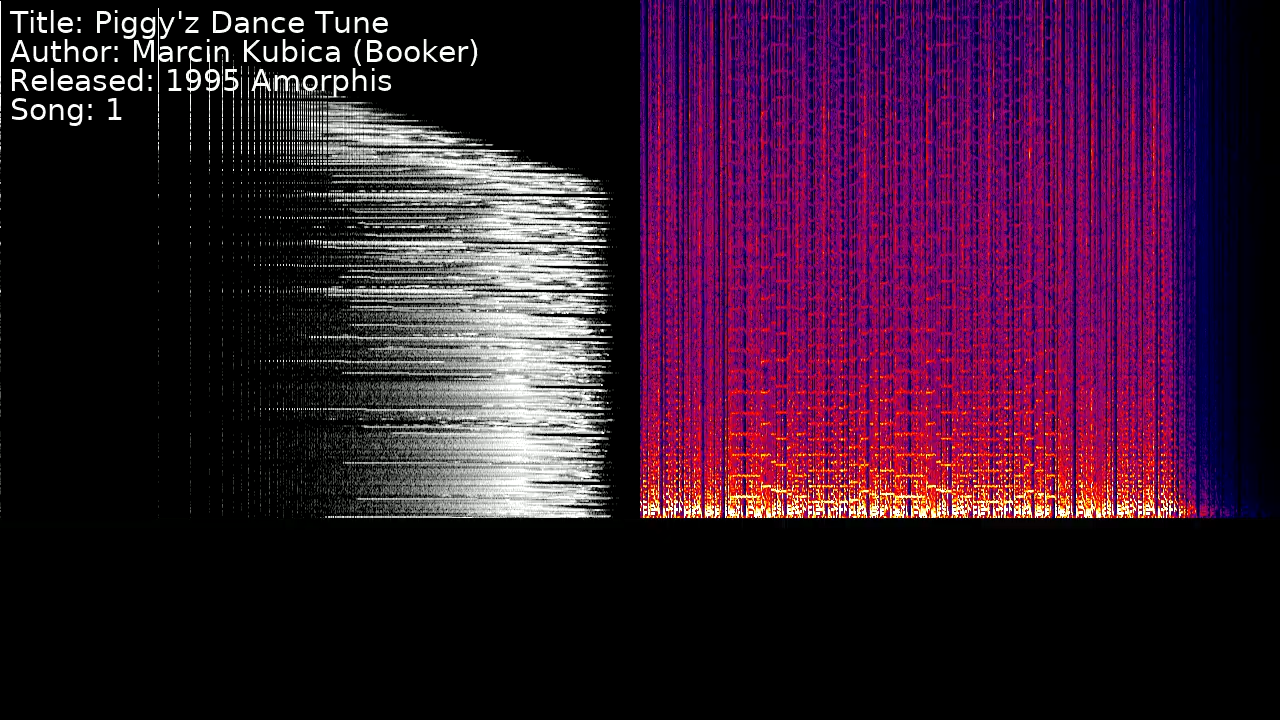 Title: Piggy'z Dance Tune
Author: Marcin Kubica (Booker)
Released: 1995 Amorphis
Song: 1